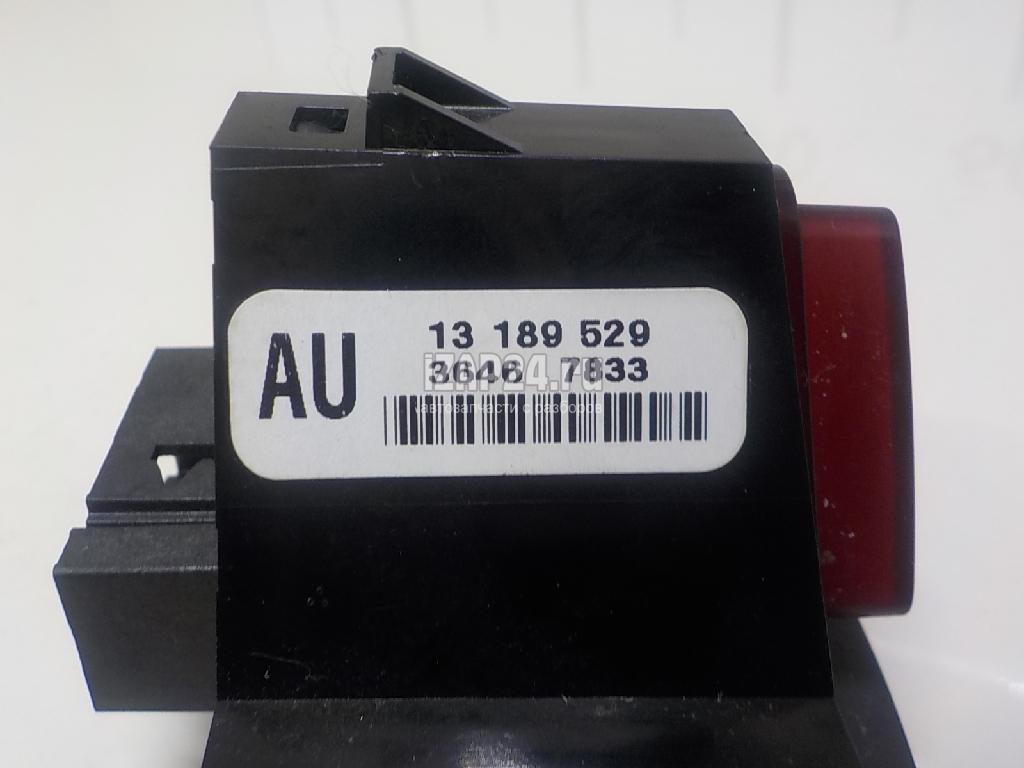 AU
13 189 529
3646 7833
iZAP24.ru
автозапчасти с разборов